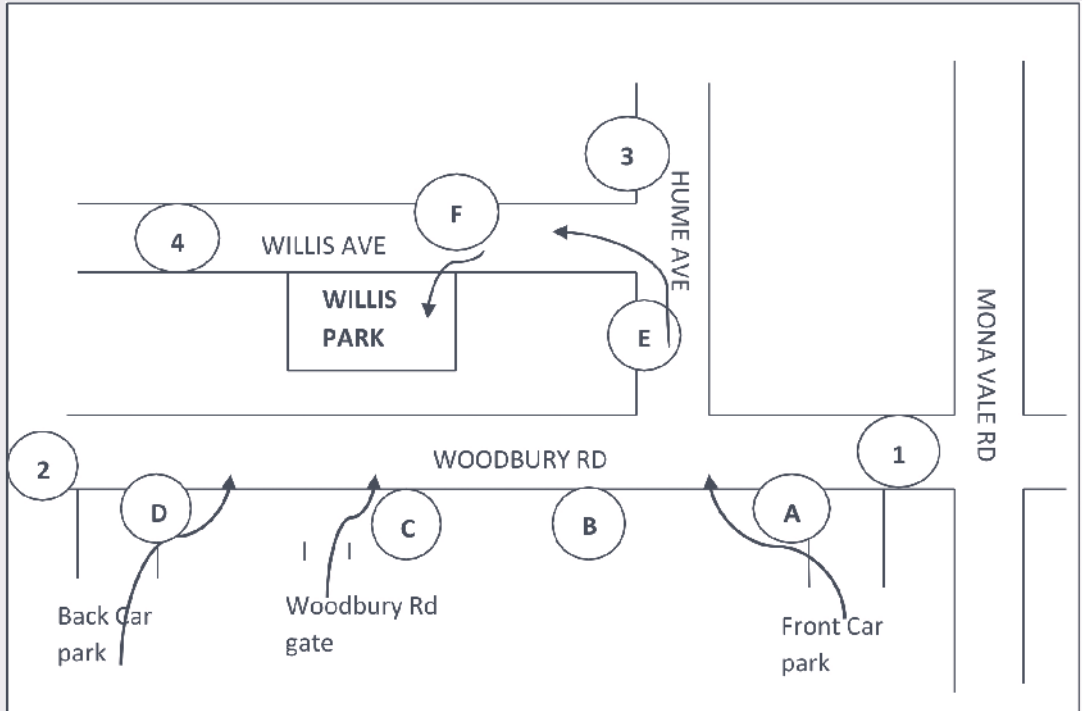 3
HUME AVE
F
4
WILLIS AVE
WILLIS
PARK
E
MONA VALE RD
1
2
WOODBURY RD
D
C
B
A
Back Car
park
Woodbury Rd
gate
Front Car
park